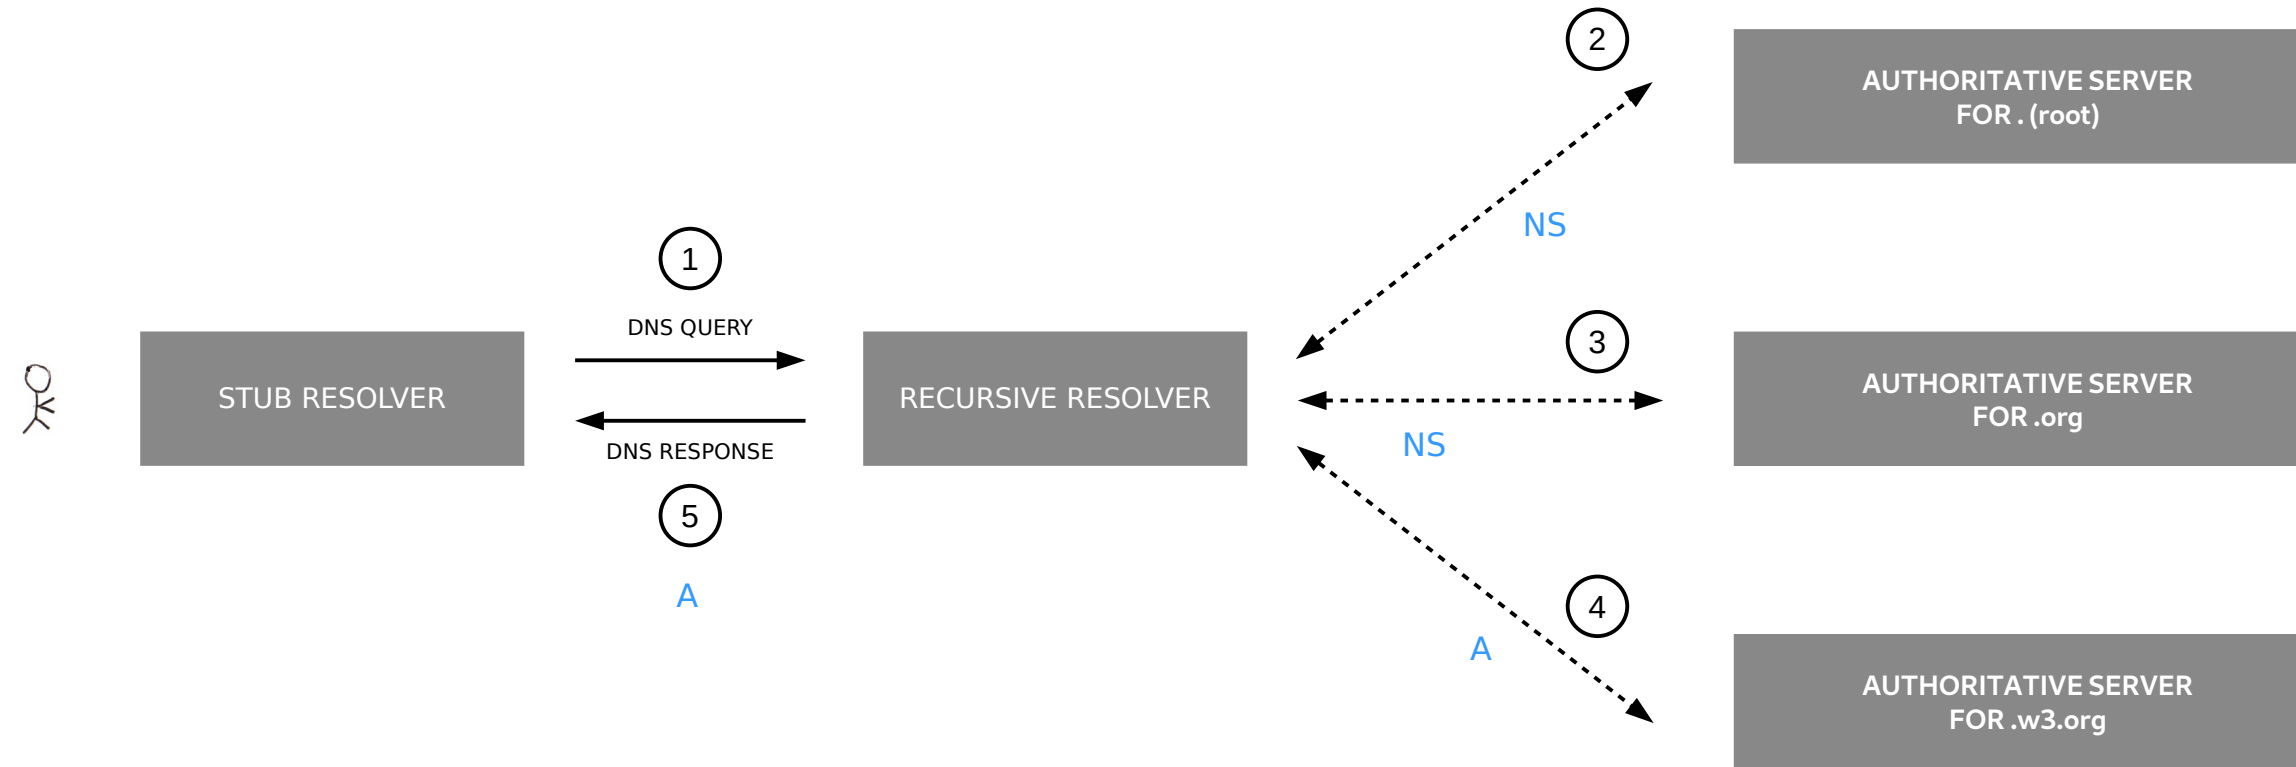 2
AUTHORITATIVE SERVER
FOR . (root)
NS
1
DNS QUERY
3
STUB RESOLVER
RECURSIVE RESOLVER
AUTHORITATIVE SERVER
FOR .org
DNS RESPONSE
NS
5
A
4
A
AUTHORITATIVE SERVER
FOR .w3.org